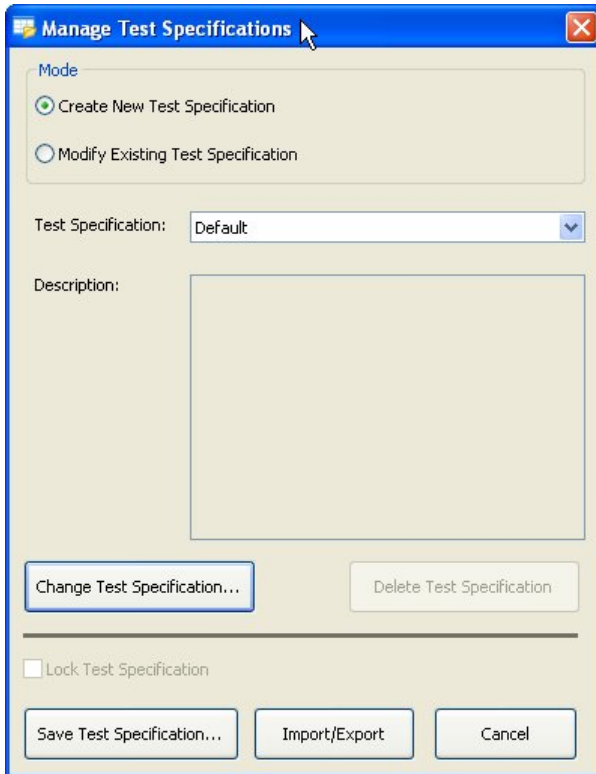 Manage Test Specifications
Mode
Create New Test Specification
Modify Existing Test Specification
Test Specification: Default
Description:
Change Test Specification... Delete Test Specification
Lock Test Specification
Save Test Specification... Import/Export Cancel